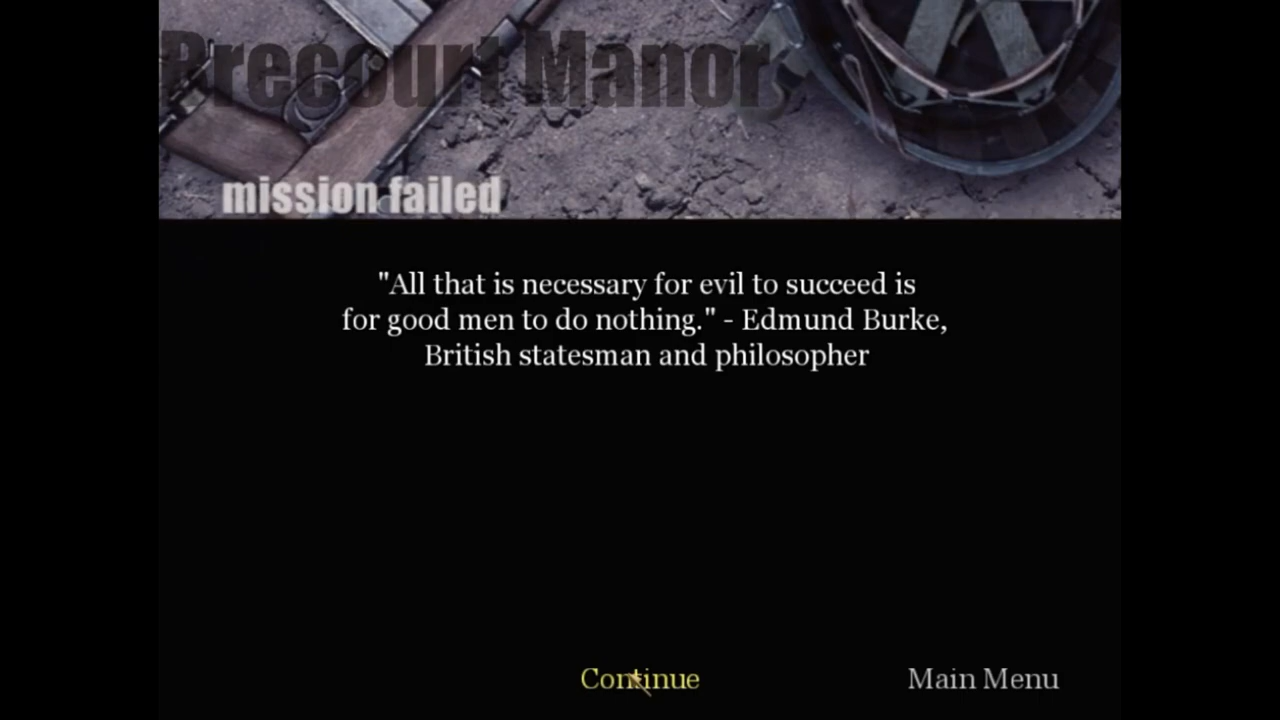 Brecourt Manor
mission failed
"All that is necessary for evil to succeed is
for good men to do nothing." - Edmund Burke,
British statesman and philosopher
Continue
Main Menu